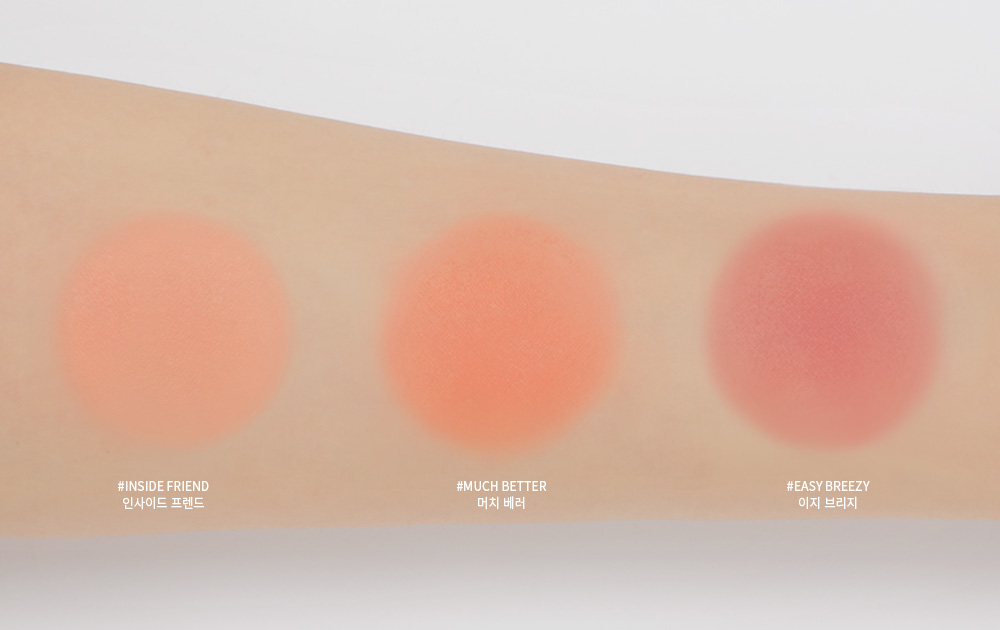 #INSIDE FRIEND
인사이드 프렌드
#MUCH BETTER
머치 베러
#EASY BREEZY
이지 브리지